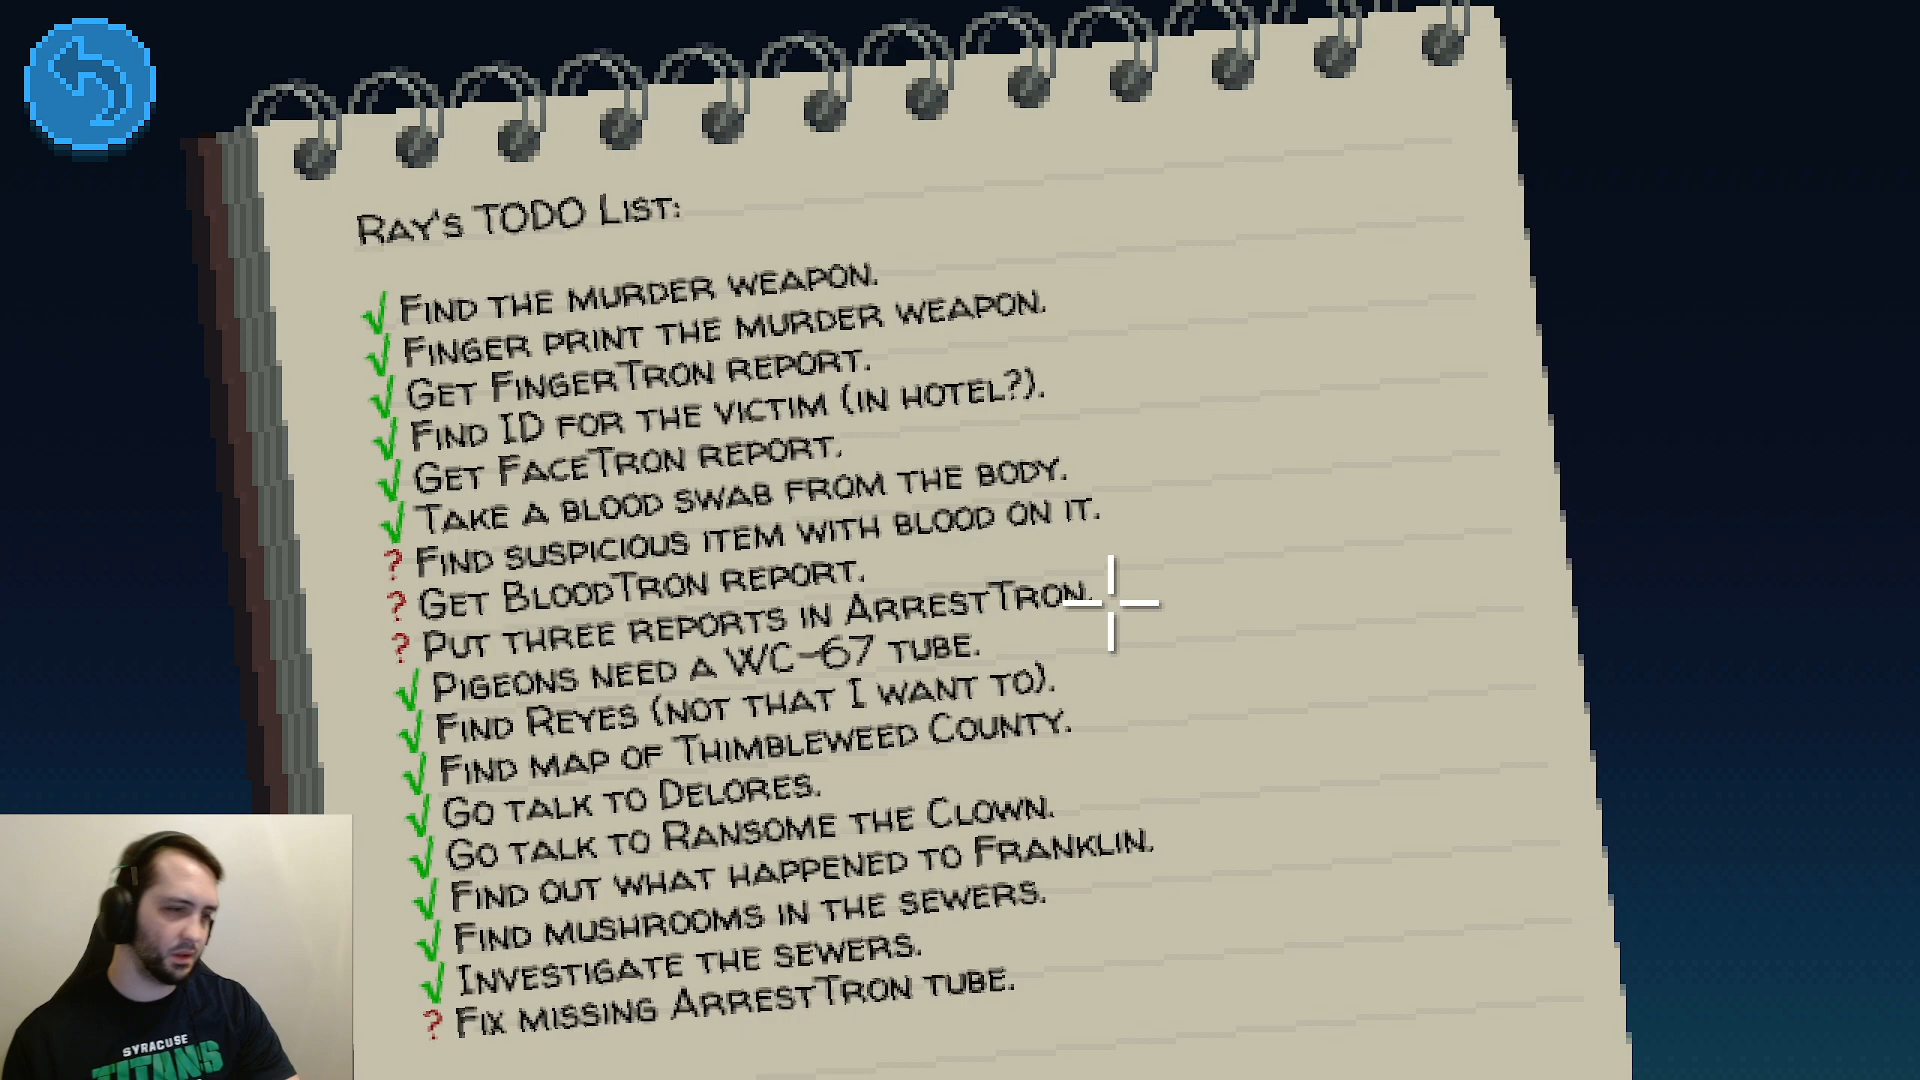 Ray's TODO List:
√ Find the murder weapon.
√ Finger print the murder weapon.
√ Get FingerTron report.
√ Find ID for the victim (in hotel?).
√ Get FaceTron report.
√ Take a blood swab from the body.
? Find suspicious item with blood on it.
? Get BloodTron report.
? Put three reports in ArrestTron.
√ Pigeons need a WC-67 tube.
√ Find Reyes (not that I want to).
√ Find map of Thimbleweed County.
√ Go talk to Delores.
√ Go talk to Ransome the Clown.
√ Find out what happened to Franklin.
√ Find mushrooms in the sewers.
√ Investigate the sewers.
? Fix missing ArrestTron tube.
SYRACUSE
TITANS